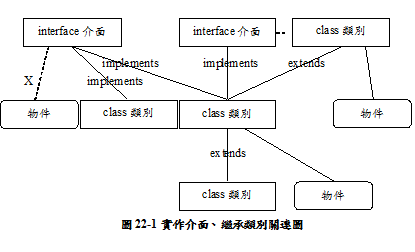 interface 介面
interface 介面
class 類別
implements
implements
implements
extends
X
物件
class 類別
class 類別
物件
extends
class 類別
物件
圖 22-1 實作介面、繼承類別關連圖